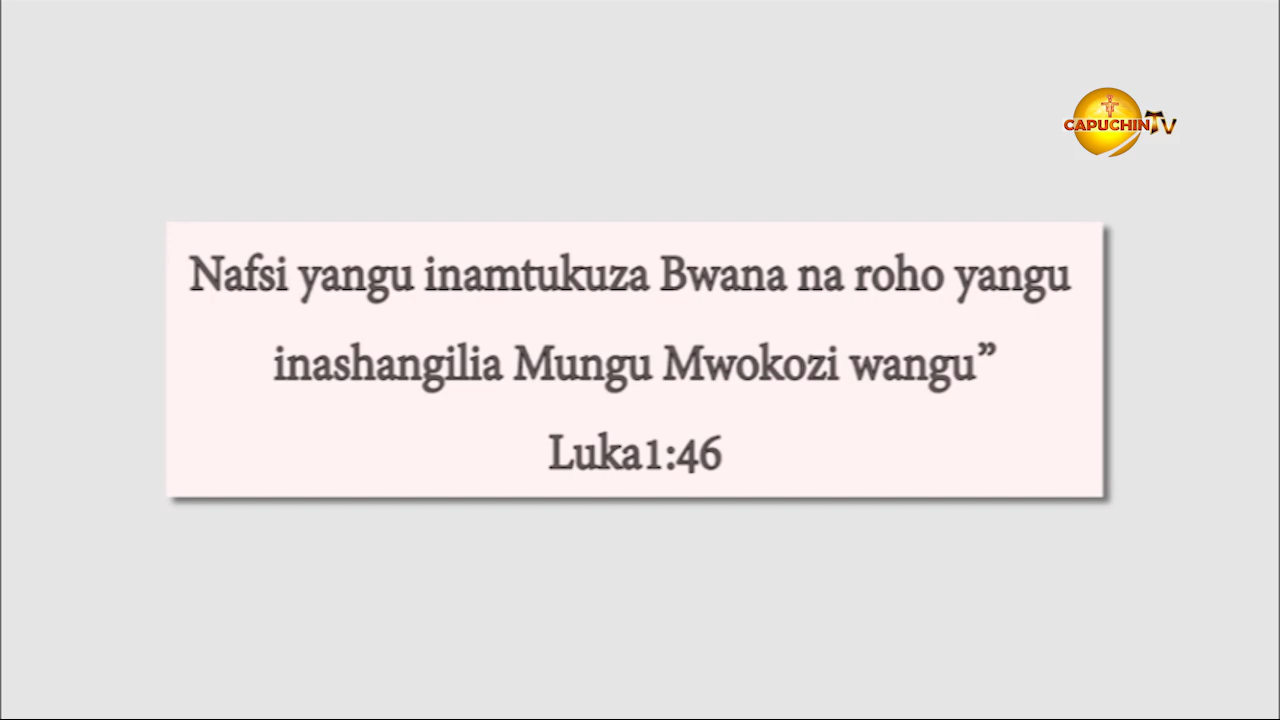 CAPUCHIN TV
Nafsi yangu inamtukuza Bwana na roho yangu
inashangilia Mungu Mwokozi wangu”
Luka1:46